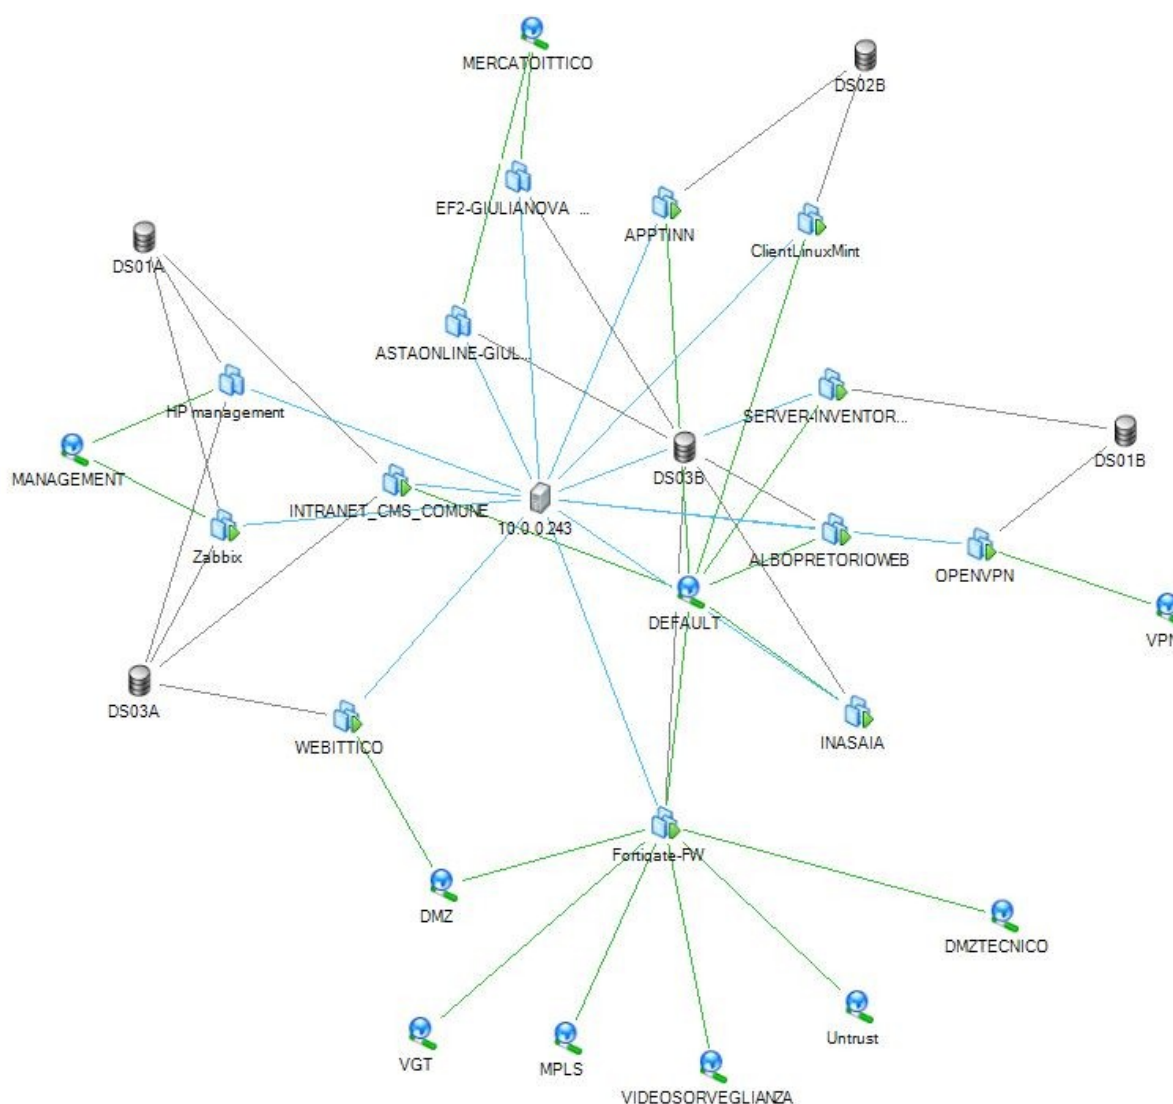 MERCATOITTICO
DS02B
EF2-GIULIANOVA ...
APPTINN
ClientLinuxMint
DS01A
ASTAONLINE-GIUL...
HP management
SERVER-INVENTOR...
DS01B
MANAGEMENT
DS03B
INTRANET_CMS_COMUNE
10.0.0.243
Zabbix
ALBOPRETORIOWEB
OPENVPN
DEFAULT
VPN
DS03A
WEBITTICO
INASAIA
Fortigate-FW
DMZ
DMZTECNICO
Untrust
VGT
MPLS
VIDEOSORVEGLIANZA